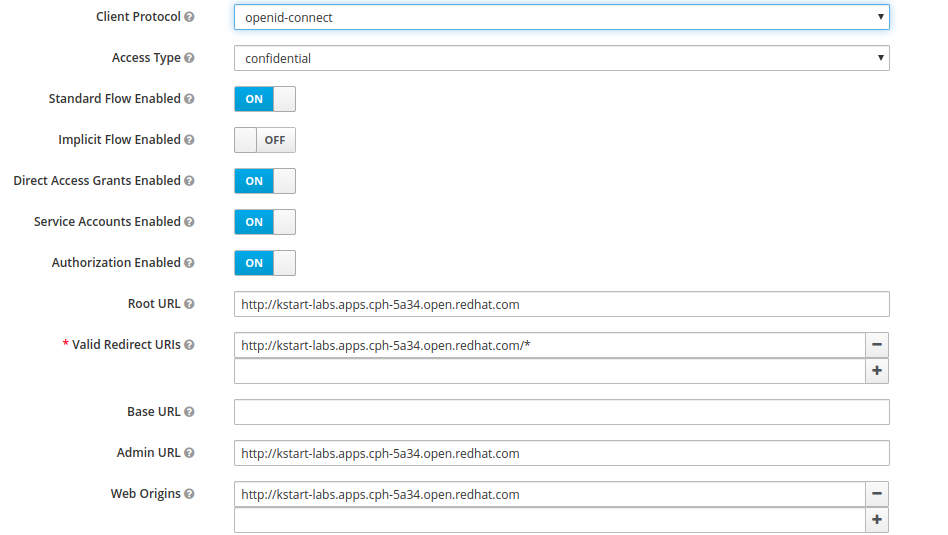 Client Protocol openid-connect
Access Type confidential
Standard Flow Enabled ON
Implicit Flow Enabled OFF
Direct Access Grants Enabled ON
Service Accounts Enabled ON
Authorization Enabled ON
Root URL http://kstart-labs.apps.cph-5a34.open.redhat.com
* Valid Redirect URIs http://kstart-labs.apps.cph-5a34.open.redhat.com/*
Base URL
Admin URL http://kstart-labs.apps.cph-5a34.open.redhat.com
Web Origins http://kstart-labs.apps.cph-5a34.open.redhat.com